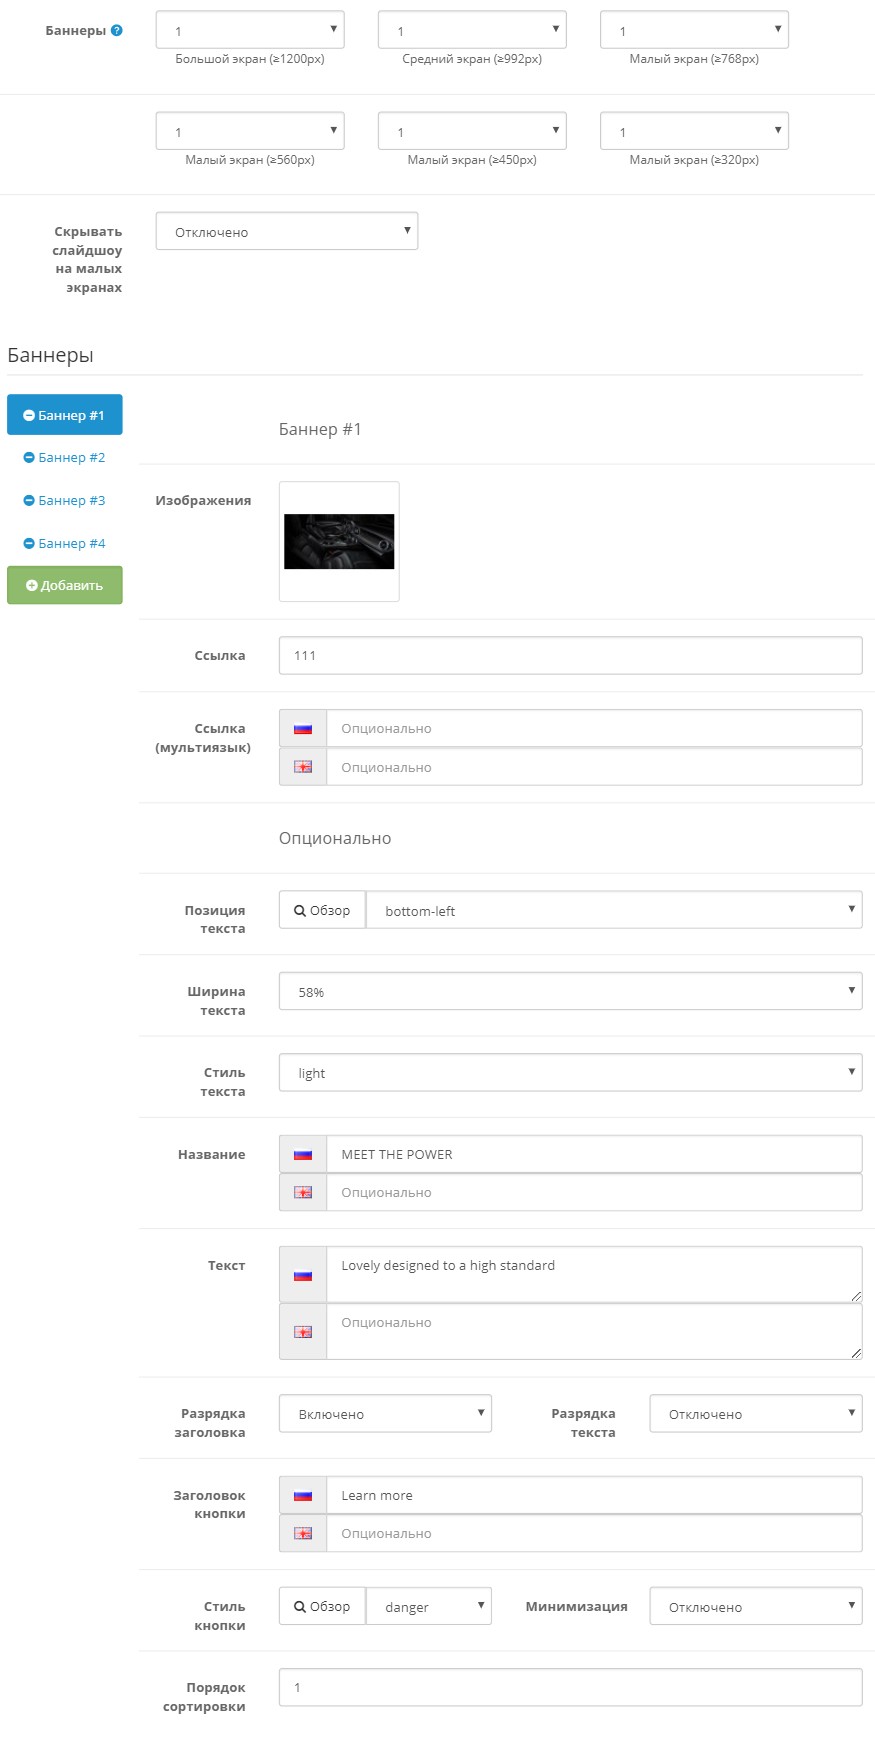 Баннеры
1
1
1
Большой экран (≥1200px)
Средний экран (≥992px)
Малый экран (≥768px)
1
1
1
Малый экран (≥560px)
Малый экран (≥450px)
Малый экран (≥320px)
Скрывать
слайдшоу
на малых
экранах
Отключено
Баннеры
Баннер #1
Баннер #2
Баннер #3
Баннер #4
Добавить
Баннер #1
Изображения
Ссылка
111
Ссылка
(мультиязык)
Опционально
Опционально
Опционально
Позиция
текста
Обзор
bottom-left
Ширина
текста
58%
Стиль
текста
light
Название
MEET THE POWER
Опционально
Текст
Lovely designed to a high standard
Опционально
Разрядка
заголовка
Включено
Разрядка
текста
Отключено
Заголовок
кнопки
Learn more
Опционально
Стиль
кнопки
Обзор
danger
Минимизация
Отключено
Порядок
сортировки
1